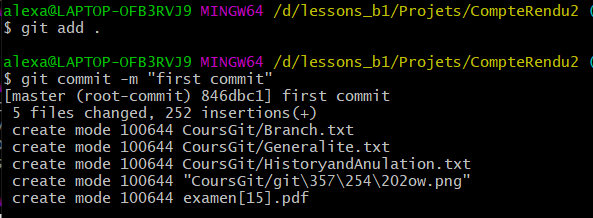 alexa@LAPTOP-OFB3RVJ9 MINGW64 /d/lessons_b1/Projets/CompteRendu2 (
$ git add .
alexa@LAPTOP-OFB3RVJ9 MINGW64 /d/lessons_b1/Projets/CompteRendu2 (
$ git commit -m "first commit"
[master (root-commit) 846dbc1] first commit
5 files changed, 252 insertions(+)
create mode 100644 CoursGit/Branch.txt
create mode 100644 CoursGit/Generalite.txt
create mode 100644 CoursGit/HistoryandAnulation.txt
create mode 100644 "CoursGit/git\357\254\202ow.png"
create mode 100644 examen[15].pdf